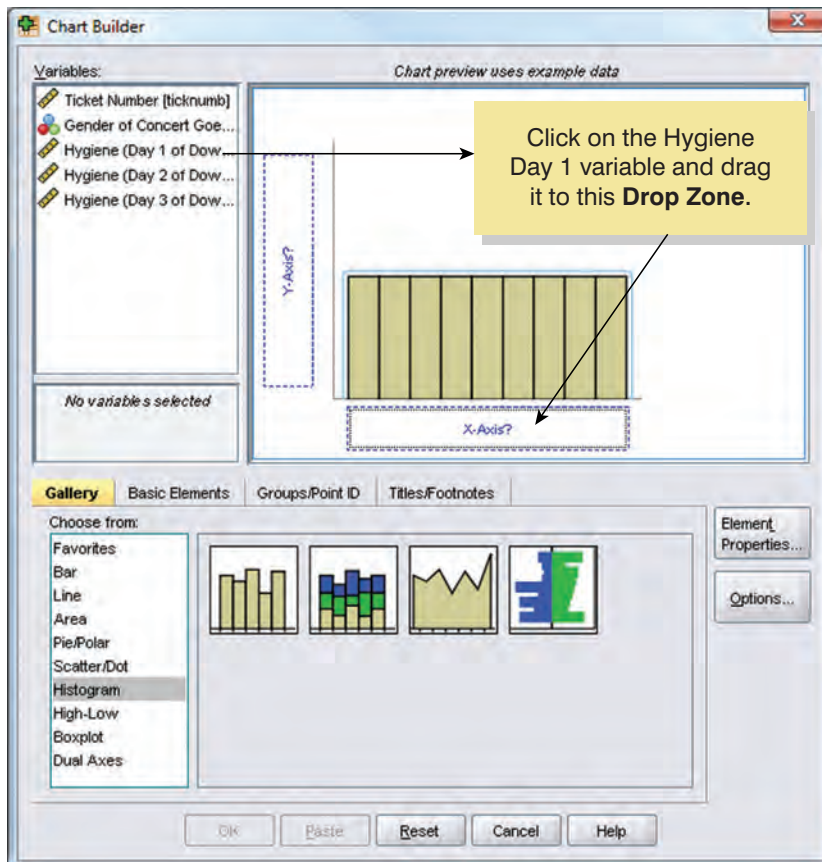 Chart Builder
Variables:
Chart preview uses example data
Ticket Number [ticknumb]
Gender of Concert Goe...
Hygiene (Day 1 of Dow...
Hygiene (Day 2 of Dow...
Hygiene (Day 3 of Dow...
Click on the Hygiene
Day 1 variable and drag
it to this Drop Zone.
Y-Axis?
No variables selected
X-Axis?
Gallery
Basic Elements
Groups/Point ID
Titles/Footnotes
Choose from:
Favorites
Bar
Line
Area
Pie/Polar
Scatter/Dot
Histogram
High-Low
Boxplot
Dual Axes
Element
Properties...
Options...
OK
Paste
Reset
Cancel
Help